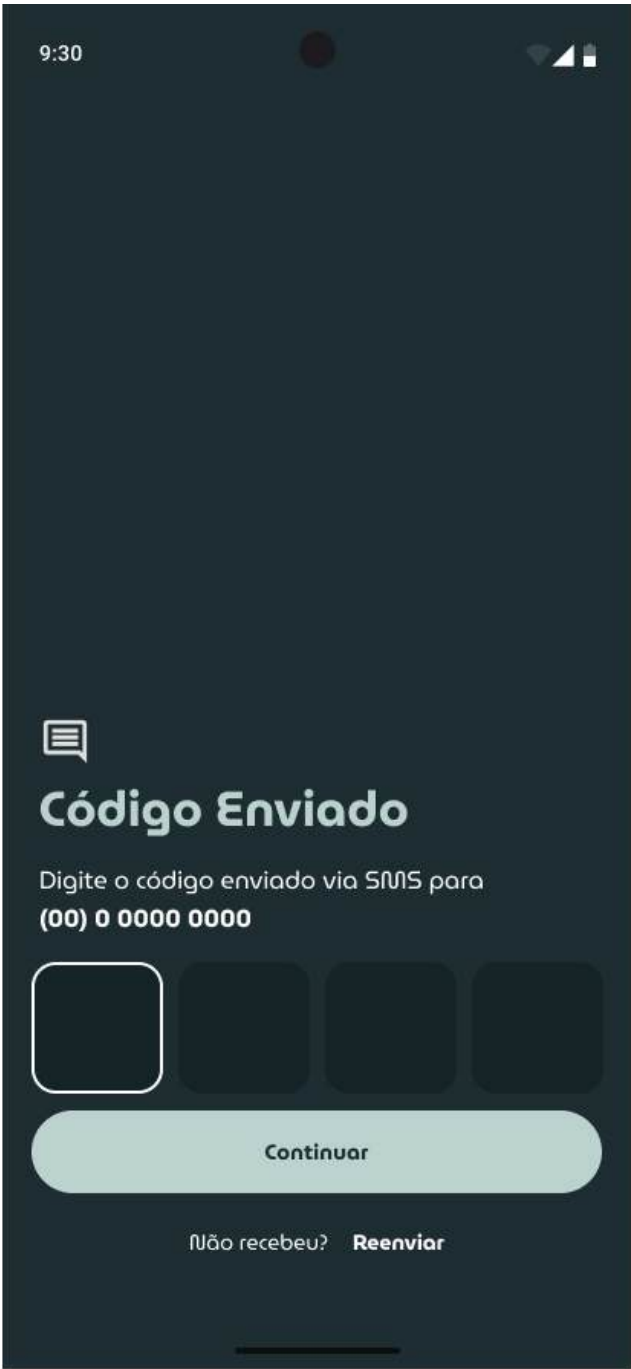 9:30
Código Enviado
Digite o código enviado via SMS para
(00) 0 0000 0000
Continuar
Não recebeu? Reenviar